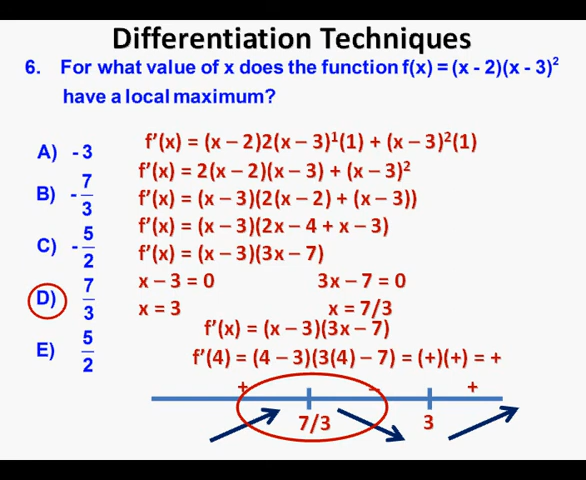 Differentiation Techniques
6. For what value of x does the function f(x) = (x - 2)(x - 3)²
have a local maximum?
f’(x) = (x – 2)2(x – 3)¹(1) + (x – 3)²(1)
A) - 3
f’(x) = 2(x – 2)(x – 3) + (x – 3)²
B) - 7/3
f’(x) = (x – 3)(2(x – 2) + (x – 3))
f’(x) = (x – 3)(2x – 4 + x – 3)
C) - 5/2
f’(x) = (x – 3)(3x – 7)
x – 3 = 0 3x – 7 = 0
D) 7/3
x = 3 x = 7/3
f’(x) = (x – 3)(3x – 7)
E) 5/2
f’(4) = (4 – 3)(3(4) – 7) = (+)(+) = +
+ – +
7/3 3